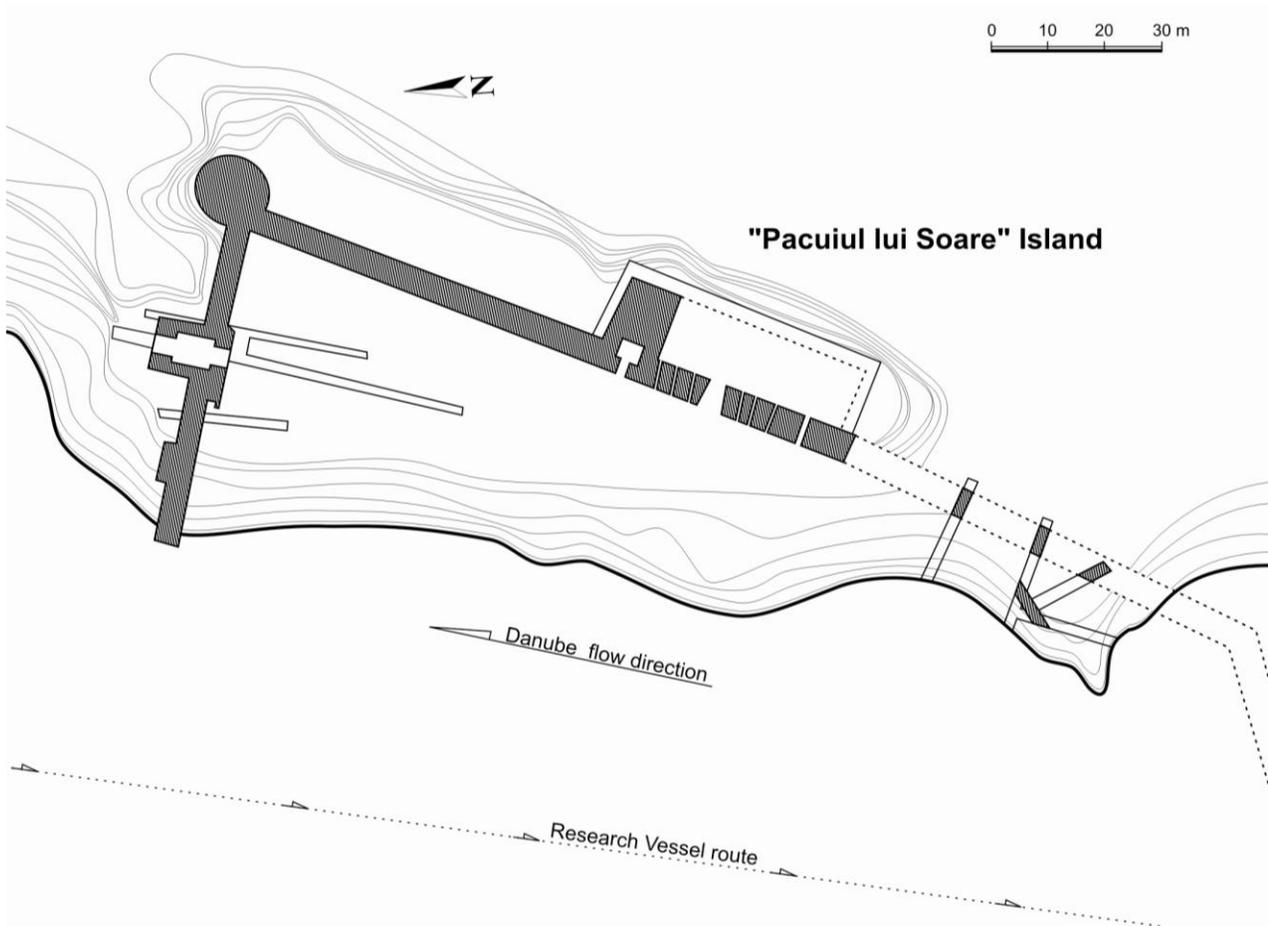 0 10 20 30 m
N
"Pacuiul lui Soare" Island
Danube flow direction
Research Vessel route